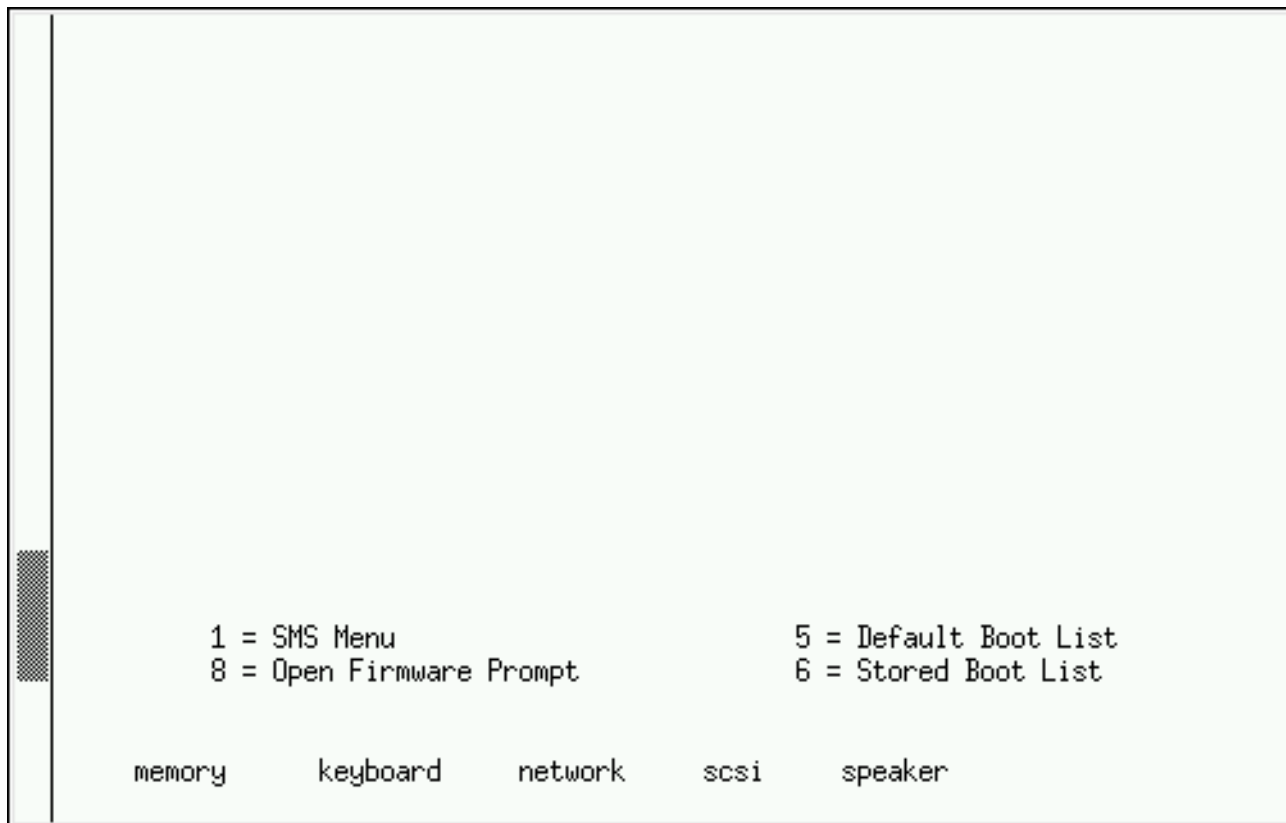 1 = SMS Menu 5 = Default Boot List
8 = Open Firmware Prompt 6 = Stored Boot List
memory keyboard network scsi speaker